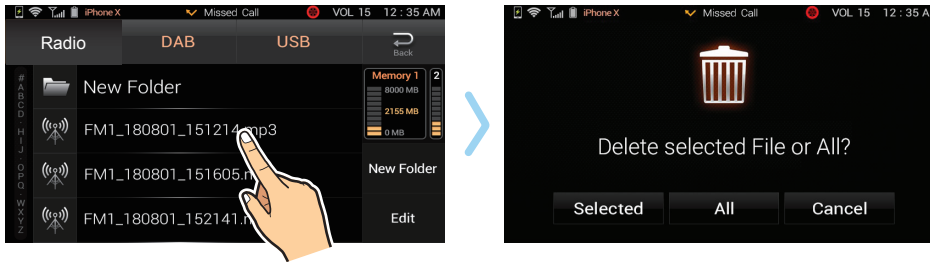 iPhone X Missed Call VOL 15 12 : 35 AM
Radio DAB USB Back
#
A
B
C
D
.
H
I
J
.
O
P
Q
.
W
X
Y
Z
New Folder
FM1_180801_151214.mp3
FM1_180801_151605.m
FM1_180801_152141.m
Memory 1 2
8000 MB
2155 MB
0 MB
New Folder
Edit
iPhone X Missed Call VOL 15 12 : 35 A
Delete selected File or All?
Selected All Cancel